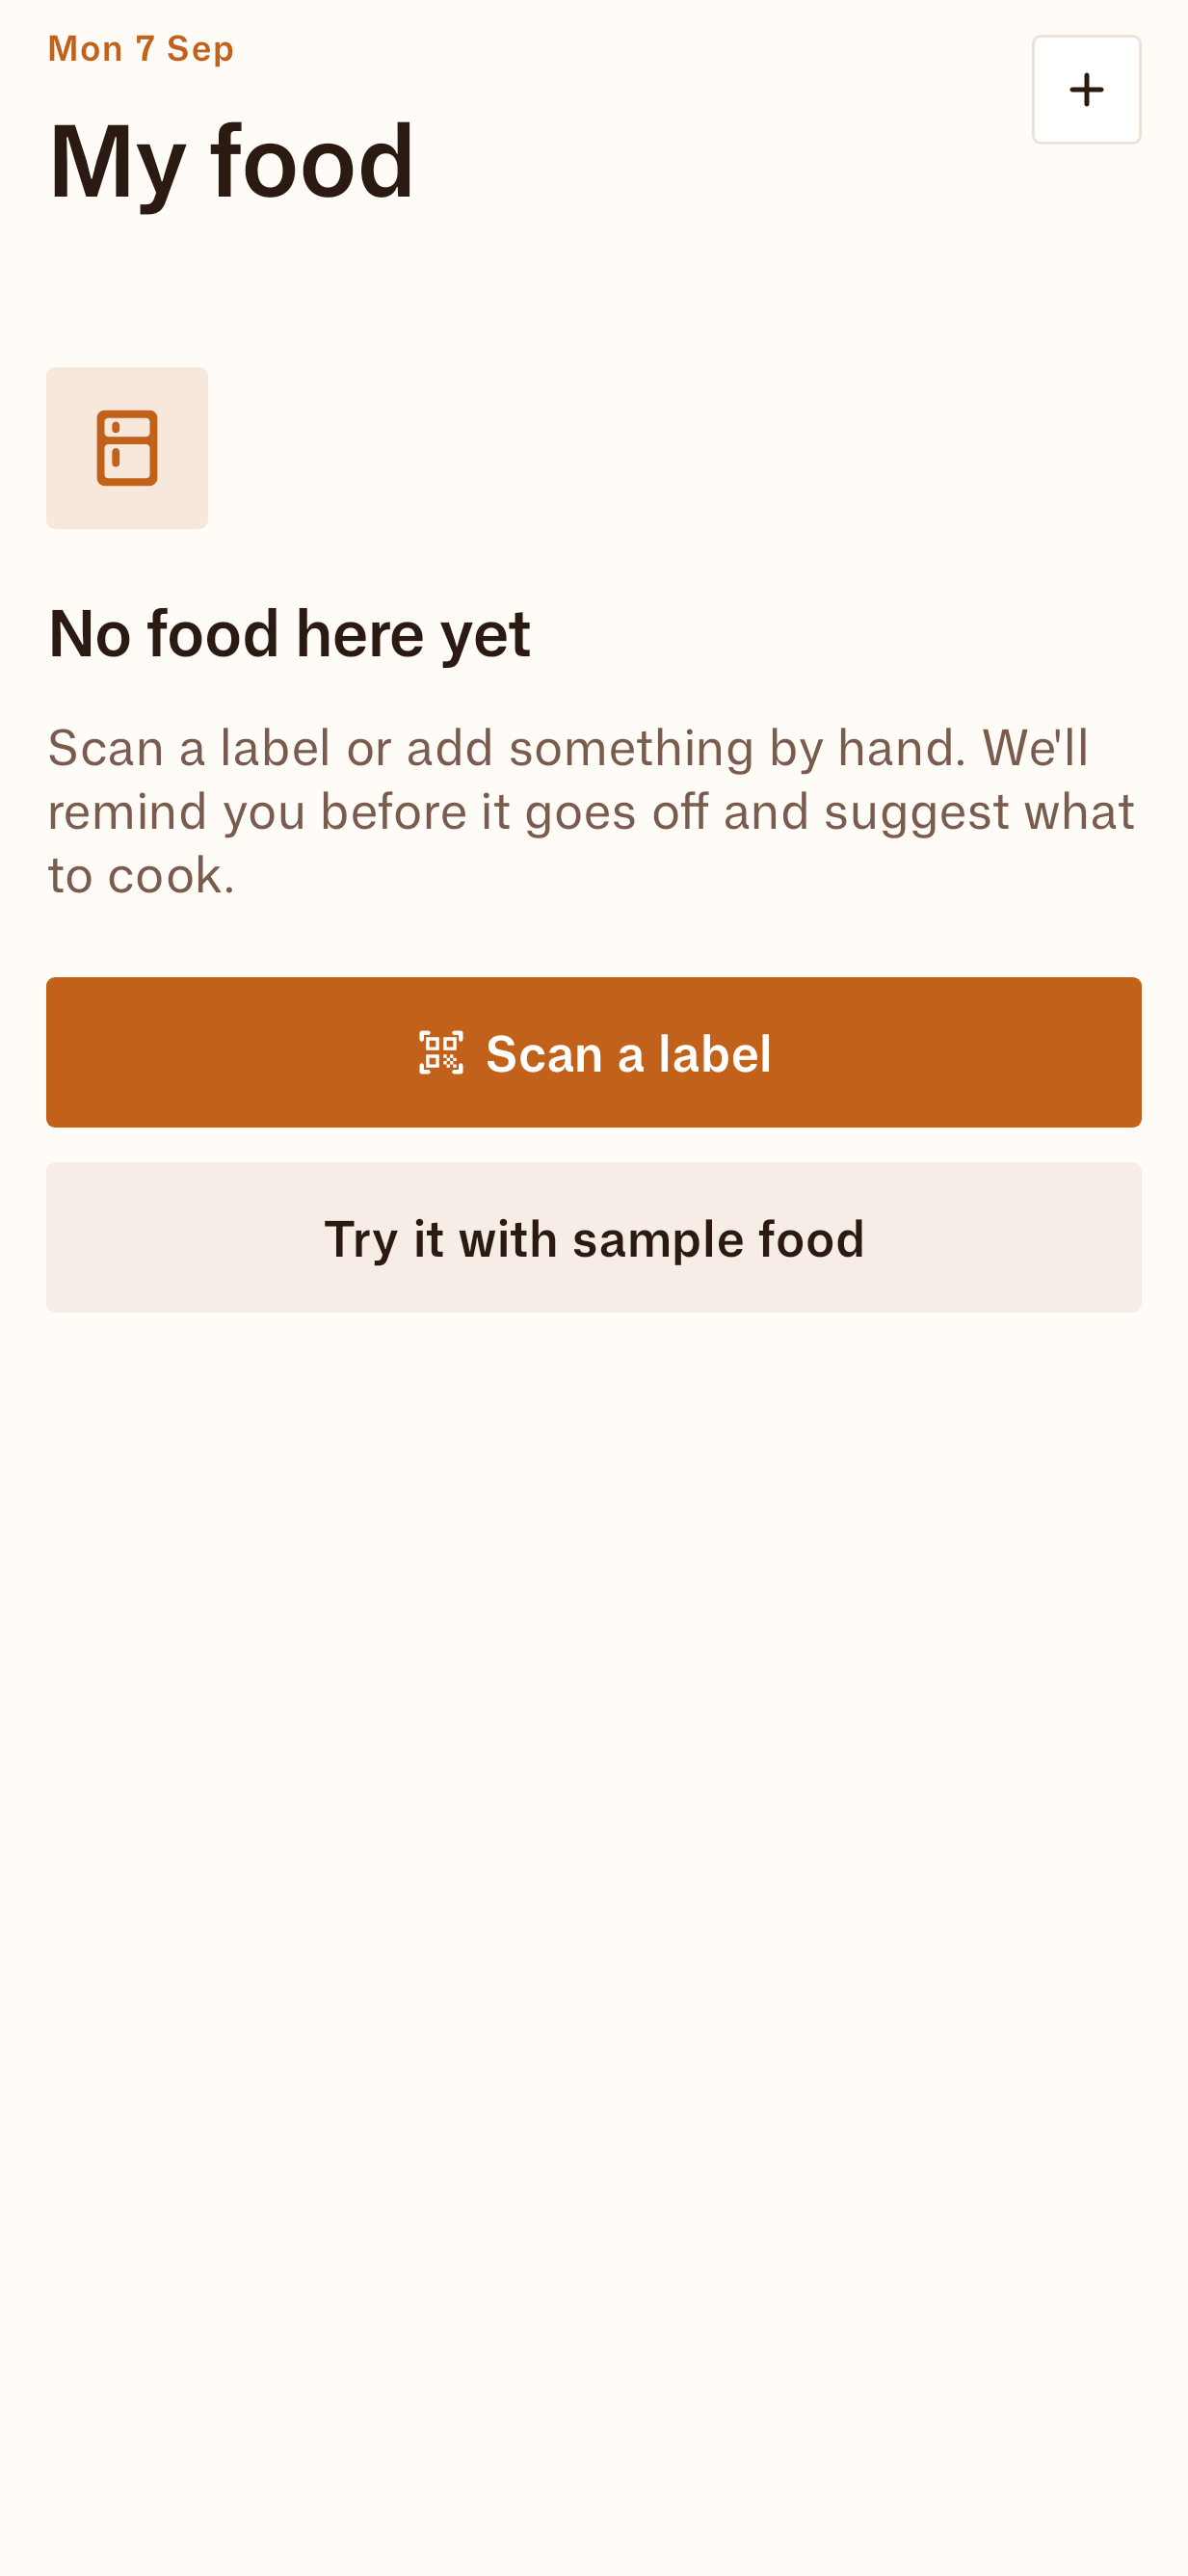 Mon 7 Sep
My food
No food here yet
Scan a label or add something by hand. We'll
remind you before it goes off and suggest what
to cook.
Scan a label
Try it with sample food